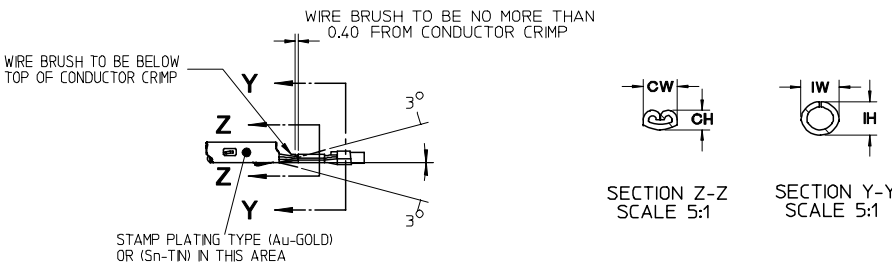 WIRE BRUSH TO BE NO MORE THAN
0.40 FROM CONDUCTOR CRIMP
WIRE BRUSH TO BE BELOW
TOP OF CONDUCTOR CRIMP
Y
3°
Z
Z
Y
3°
STAMP PLATING TYPE (Au-GOLD)
OR (Sn-TIN) IN THIS AREA
CW
CH
SECTION Z-Z
SCALE 5:1
IW
IH
SECTION Y-Y
SCALE 5:1